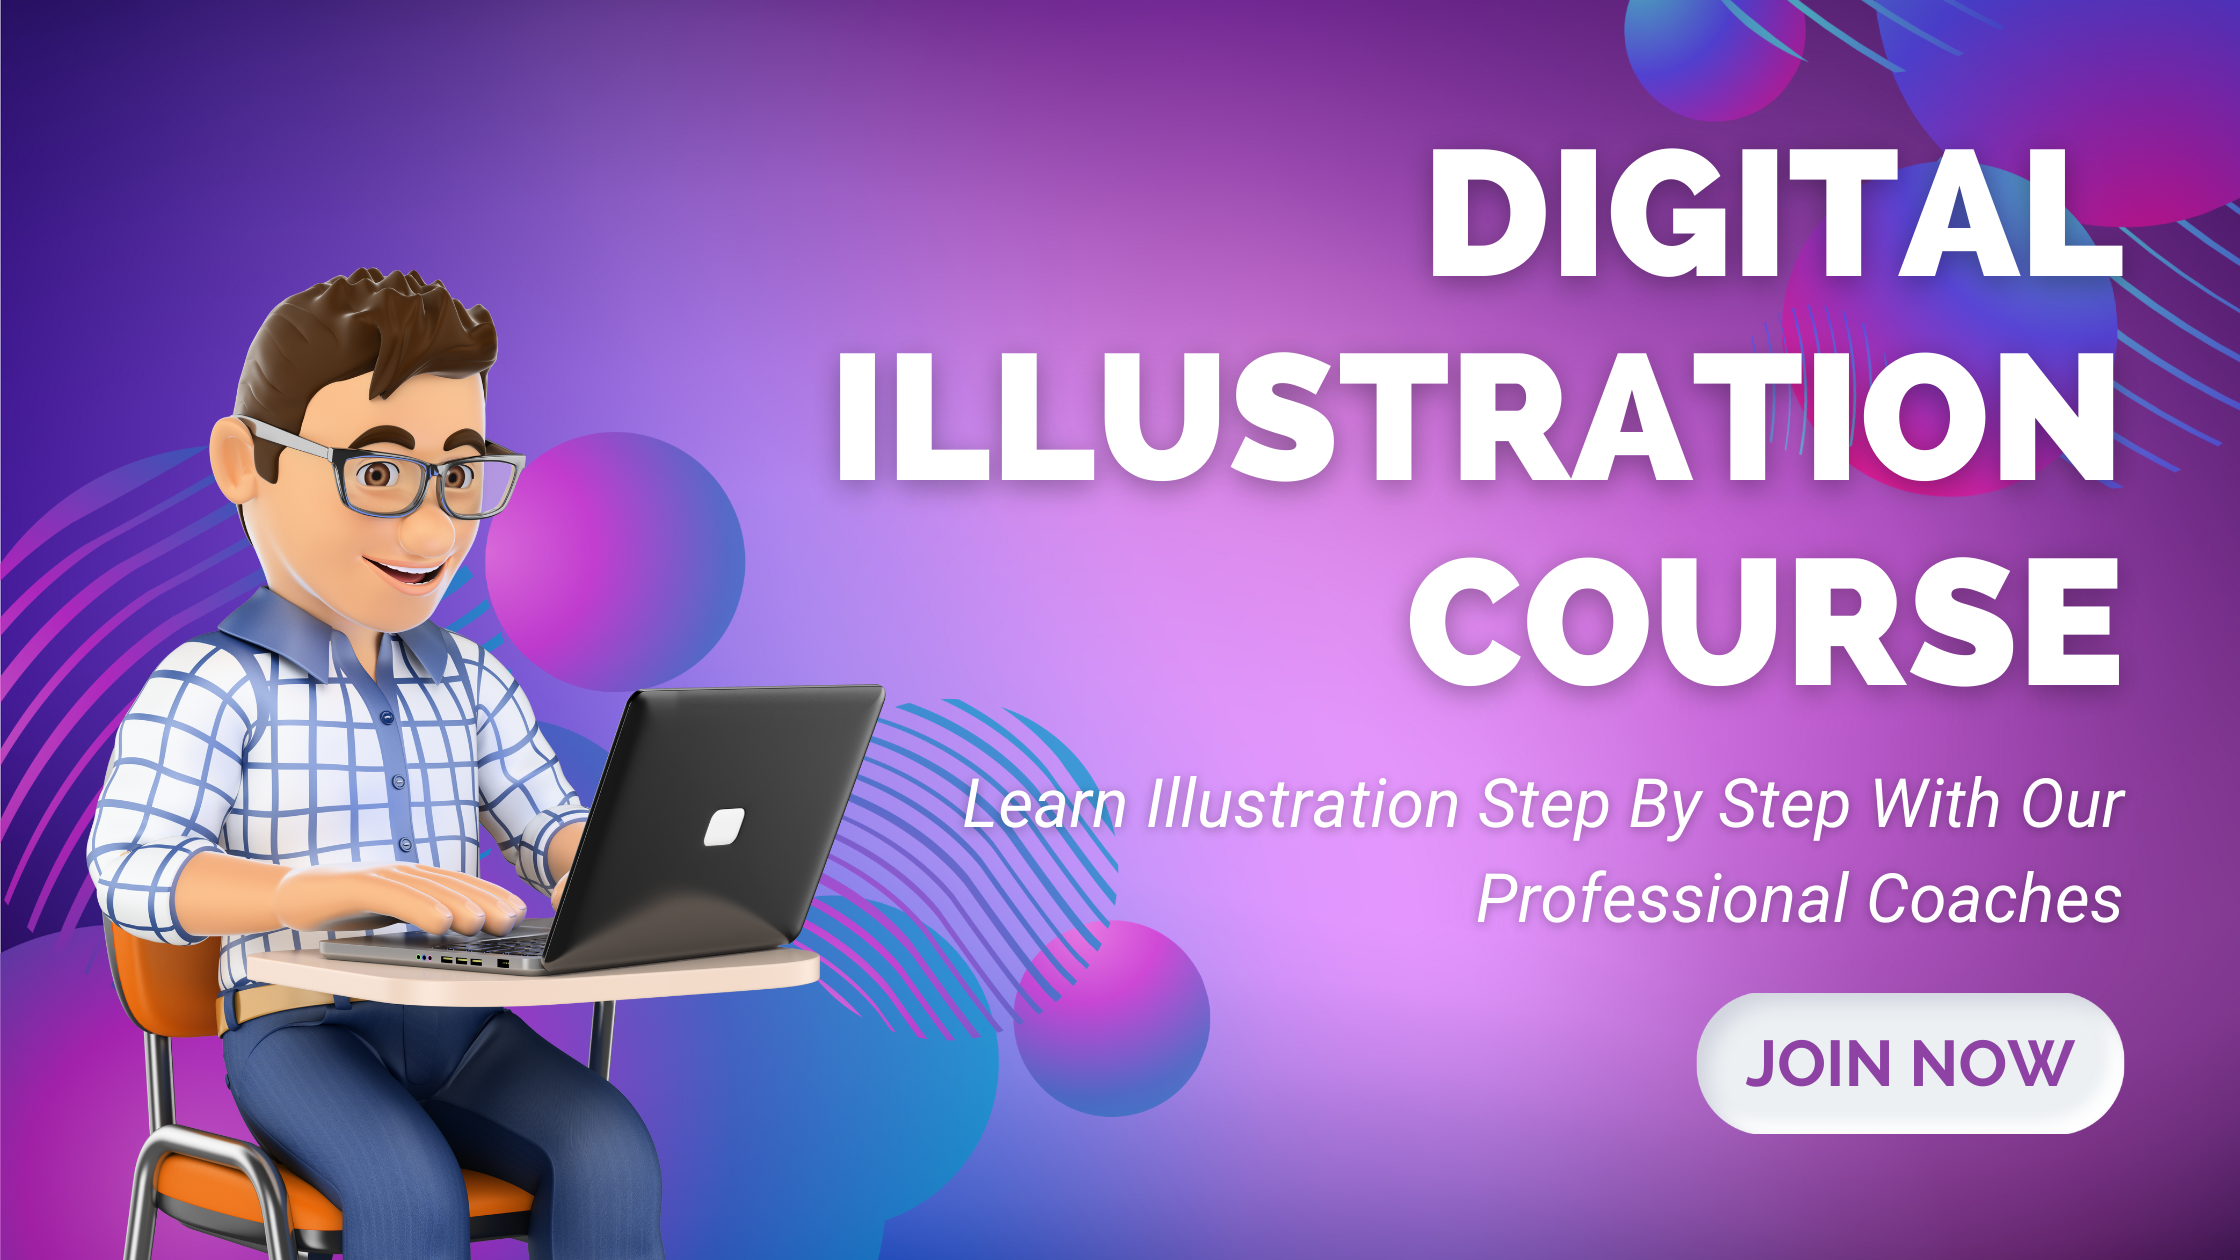 DIGITAL
ILLUSTRATION
COURSE
Learn Illustration Step By Step With Our
Professional Coaches
JOIN NOW